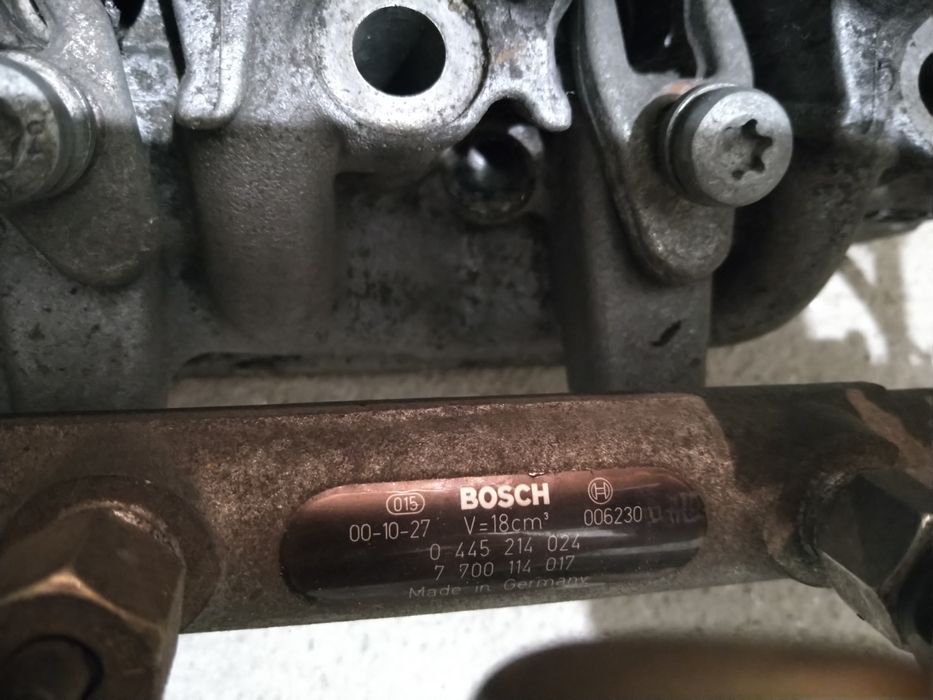 015 BOSCH
00-10-27 V=18cm³ 006230
0 445 214 024
7 700 114 017
Made in Germany